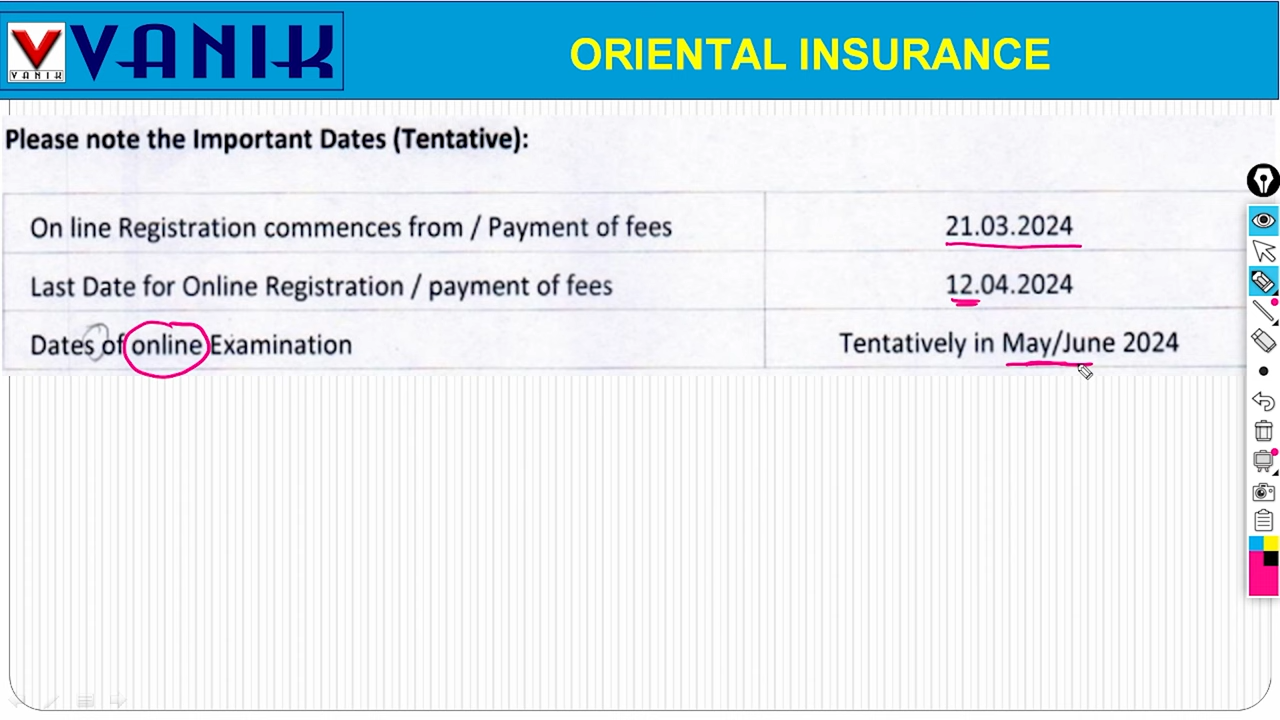 VANIK
VANIK
ORIENTAL INSURANCE
Please note the Important Dates (Tentative):
On line Registration commences from / Payment of fees 21.03.2024
Last Date for Online Registration / payment of fees 12.04.2024
Dates of online Examination Tentatively in May/June 2024